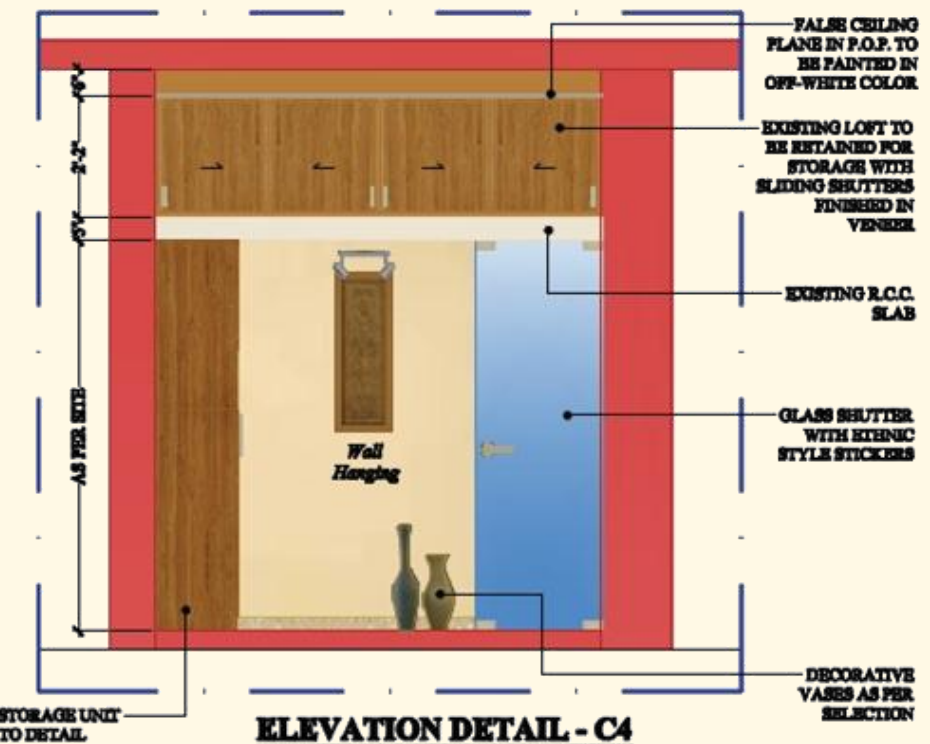 FALSE CEILING
PLANE IN P.O.P. TO
BE PAINTED IN
OFF-WHITE COLOR
EXISTING LOFT TO
BE RETAINED FOR
STORAGE WITH
SLIDING SHUTTERS
FINISHED IN
VENEER
EXISTING R.C.C.
SLAB
GLASS SHUTTER
WITH ETHNIC
STYLE STICKERS
DECORATIVE
VASES AS PER
SELECTION
6"
2'-2"
5"
AS PER SITE
Wall
Hanging
STORAGE UNIT
TO DETAIL
ELEVATION DETAIL - C4